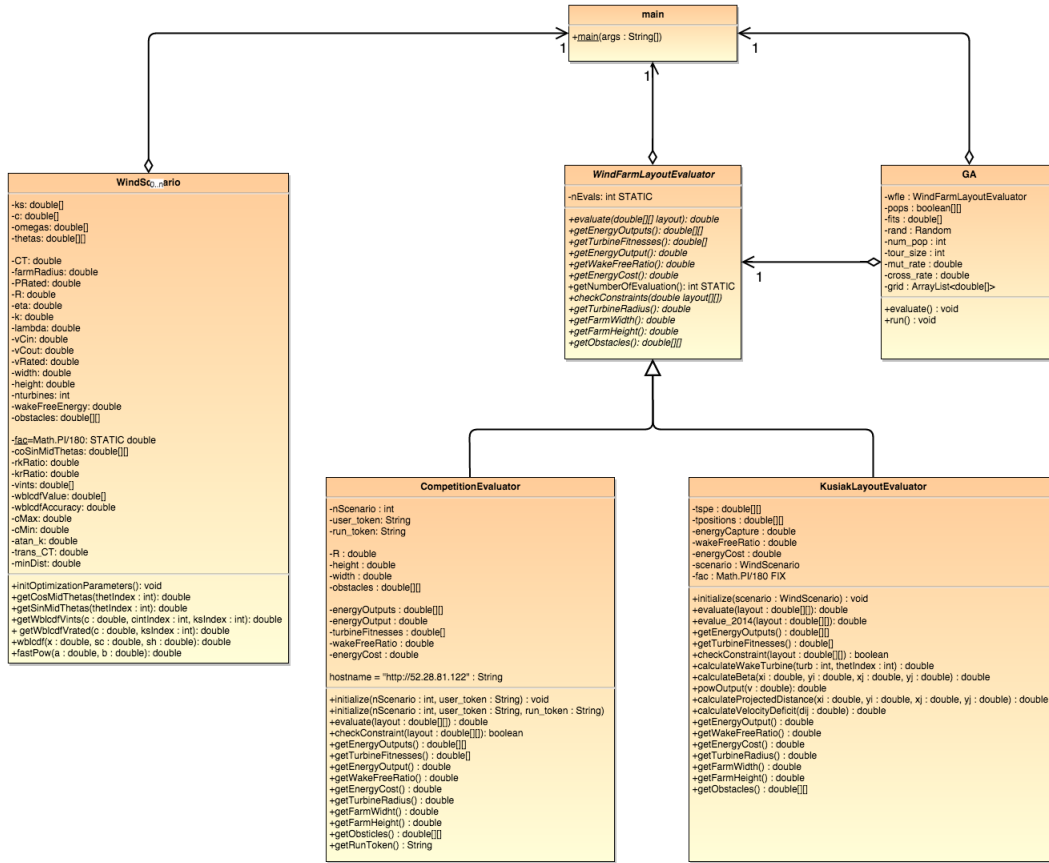 main
+main(args : String[])
1
1
1
WindScenario
0..n
-ks: double[]
-c: double[]
-omegas: double[]
-thetas: double[][]
-CT: double
-farmRadius: double
-PRated: double
-R: double
-eta: double
-k: double
-lambda: double
-vCin: double
-vCout: double
-vRated: double
-width: double
-height: double
-nturbines: int
-wakeFreeEnergy: double
-obstacles: double[][]
-fac=Math.PI/180: STATIC double
-coSinMidThetas: double[][]
-rkRatio: double
-krRatio: double
-vints: double[]
-wblcdfValue: double[]
-wblcdfAccuracy: double
-cMax: double
-cMin: double
-atan_k: double
-trans_CT: double
-minDist: double
+initOptimizationParameters(): void
+getCosMidThetas(thetIndex : int): double
+getSinMidThetas(thetIndex : int): double
+getWblcdfVints(c : double, cintIndex : int, ksIndex : int): double
+ getWblcdfVrated(c : double, ksIndex : int): double
+wblcdf(x : double, sc : double, sh : double): double
+fastPow(a : double, b : double): double
WindFarmLayoutEvaluator
-nEvals: int STATIC
+evaluate(double[][] layout): double
+getEnergyOutputs(): double[][]
+getTurbineFitnesses(): double[]
+getEnergyOutput(): double
+getWakeFreeRatio(): double
+getEnergyCost(): double
+getNumberOfEvaluation(): int STATIC
+checkConstraints(double layout[][])
+getTurbineRadius(): double
+getFarmWidth(): double
+getFarmHeight(): double
+getObstacles(): double[][]
1
GA
-wfle : WindFarmLayoutEvaluator
-pops : boolean[][]
-fits : double[]
-rand : Random
-num_pop : int
-tour_size : int
-mut_rate : double
-cross_rate : double
-grid : ArrayList<double[]>
+evaluate() : void
+run() : void
CompetitionEvaluator
-nScenario : int
-user_token: String
-run_token: String
-R : double
-height : double
-width : double
-obstacles : double[][]
-energyOutputs : double[][]
-energyOutput : double
-turbineFitnesses : double[]
-wakeFreeRatio : double
-energyCost : double
hostname = "http://52.28.81.122" : String
+initialize(nScenario : int, user_token : String) : void
+initialize(nScenario : int, user_token : String, run_token : String)
+evaluate(layout : double[][]) : double
+checkConstraint(layout : double[][]): boolean
+getEnergyOutputs() : double[][]
+getTurbineFitnesses() : double[]
+getEnergyOutput() : double
+getWakeFreeRatio() : double
+getEnergyCost() : double
+getTurbineRadius() : double
+getFarmWidht() : double
+getFarmHeight() : double
+getObsticles() : double[][]
+getRunToken() : String
KusiakLayoutEvaluator
-tspe : double[][]
-tpositions : double[][]
-energyCapture : double
-wakeFreeRatio : double
-energyCost : double
-scenario : WindScenario
-fac : Math.PI/180 FIX
+initialize(scenario : WindScenario) : void
+evaluate(layout : double[][]): double
+evalue_2014(layout : double[][]): double
+getEnergyOutputs() : double[][]
+getTurbineFitnesses() : double[]
+checkConstraint(layout : double[][]) : boolean
+calculateWakeTurbine(turb : int, thetIndex : int) : double
+calculateBeta(xi : double, yi : double, xj : double, yj : double) : double
+powOutput(v : double): double
+calculateProjectedDistance(xi : double, yi : double, xj : double, yj : double) : double
+calculateVelocityDeficit(dij : double) : double
+getEnergyOutput() : double
+getWakeFreeRatio() : double
+getEnergyCost() : double
+getTurbineRadius() : double
+getFarmWidth() : double
+getFarmHeight() : double
+getObstacles() : double[][]